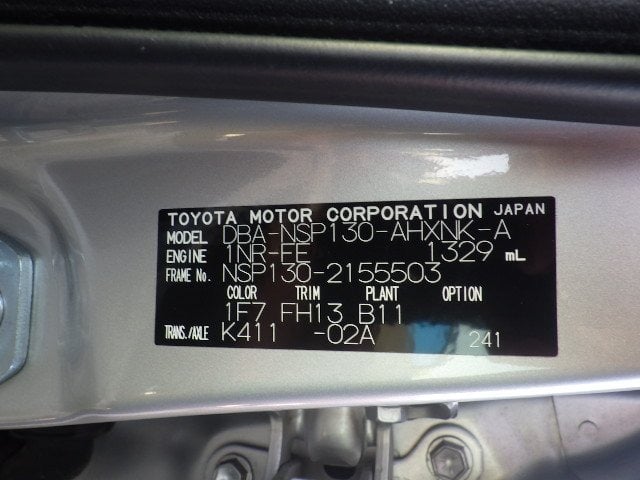 TOYOTA MOTOR CORPORATION JAPAN
MODEL DBA-NSP130-AHXNK-A
ENGINE 1NR-FE 1329 mL
FRAME No. NSP130-2155503
COLOR TRIM PLANT OPTION
1F7 FH13 B11
TRANS./AXLE K411 -02A 241